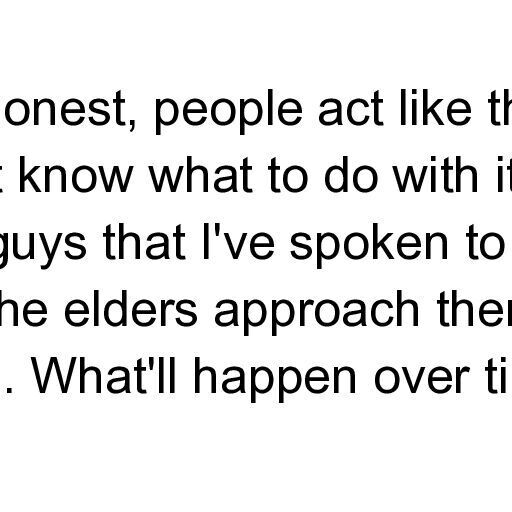 onest, people act like th
t know what to do with it
guys that I've spoken to
he elders approach ther
. What'll happen over ti